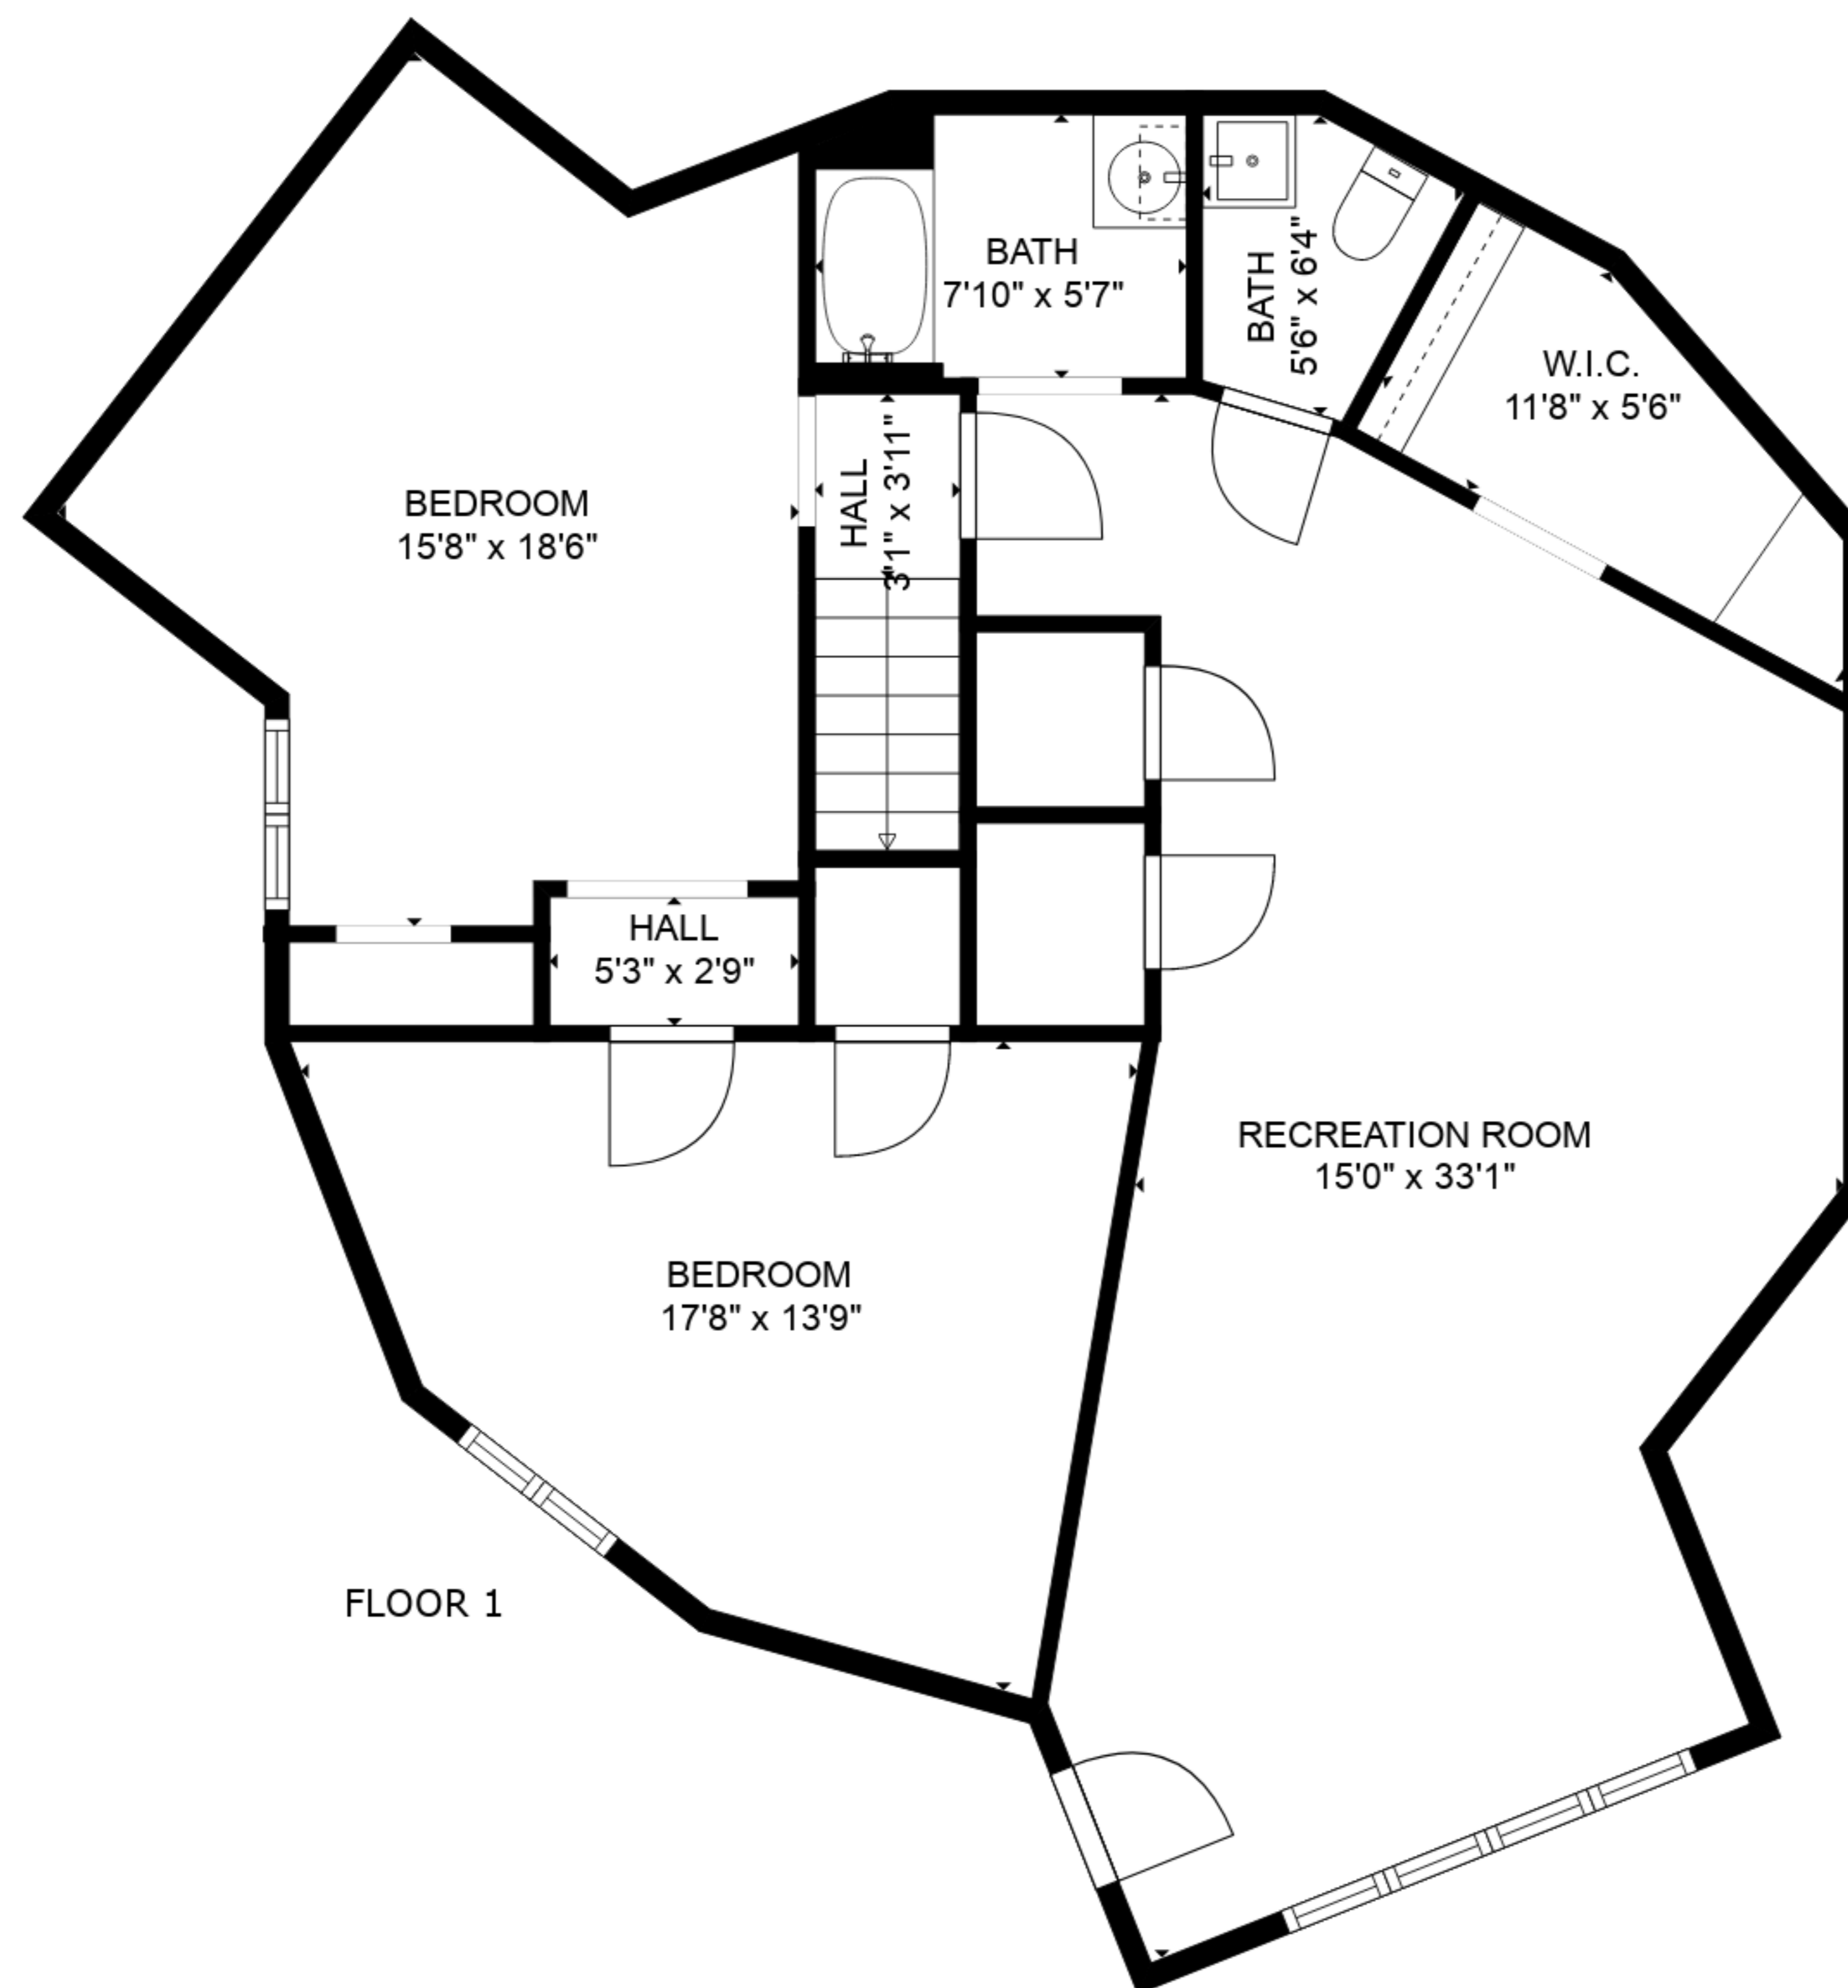 BATH
7'10" x 5'7"
BATH
5'6" x 6'4"
W.I.C.
11'8" x 5'6"
BEDROOM
15'8" x 18'6"
HALL
3'1" x 3'11"
HALL
5'3" x 2'9"
RECREATION ROOM
15'0" x 33'1"
BEDROOM
17'8" x 13'9"
FLOOR 1